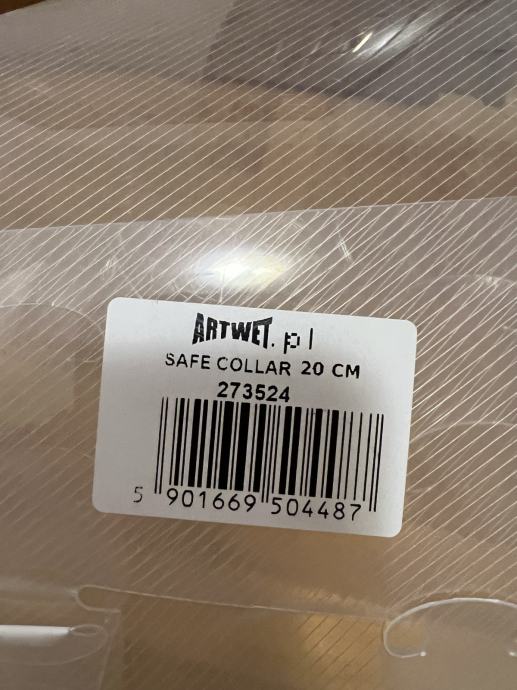 ARTWET.pl
SAFE COLLAR 20 CM
273524
5 901669 504487